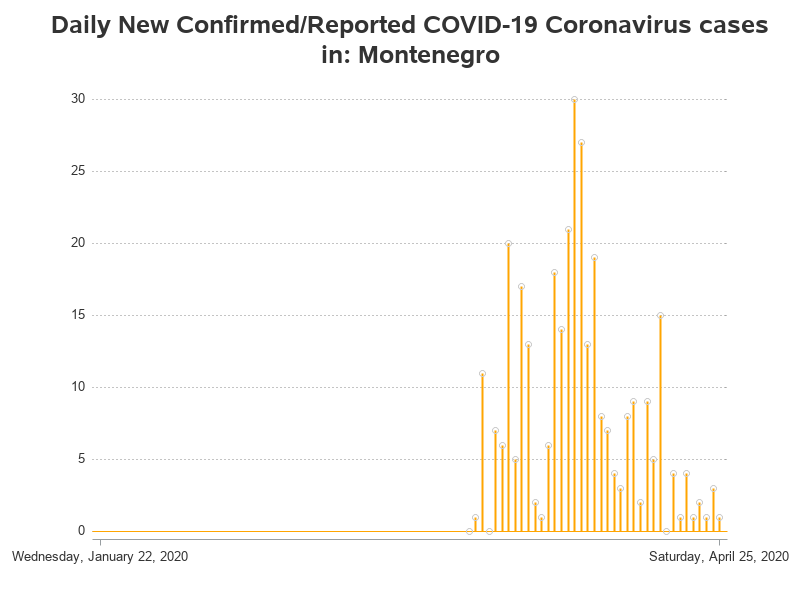 Daily New Confirmed/Reported COVID-19 Coronavirus cases
in: Montenegro
30
25
20
15
10
5
0
Wednesday, January 22, 2020
Saturday, April 25, 2020